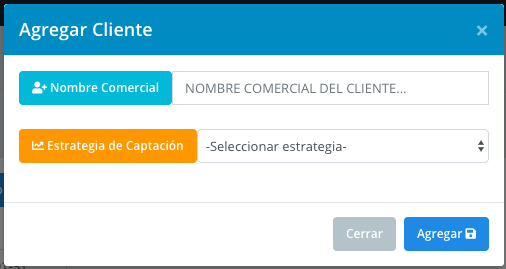 Agregar Cliente
×
Nombre Comercial NOMBRE COMERCIAL DEL CLIENTE...
Estrategia de Captación -Seleccionar estrategia-
Cerrar Agregar